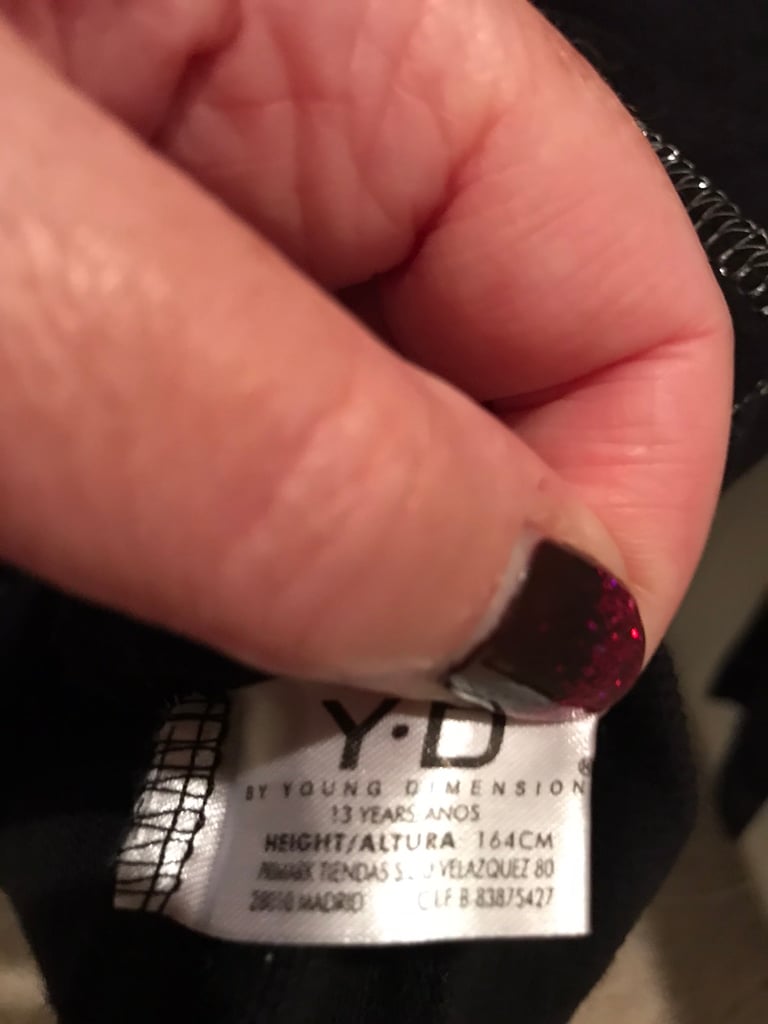 Y·D ®
BY YOUNG DIMENSION
13 YEARS ANOS
HEIGHT/ALTURA 164CM
PRIMARK TIENDAS VELAZQUEZ 80
28010 MADRID C.I.F B-83875427